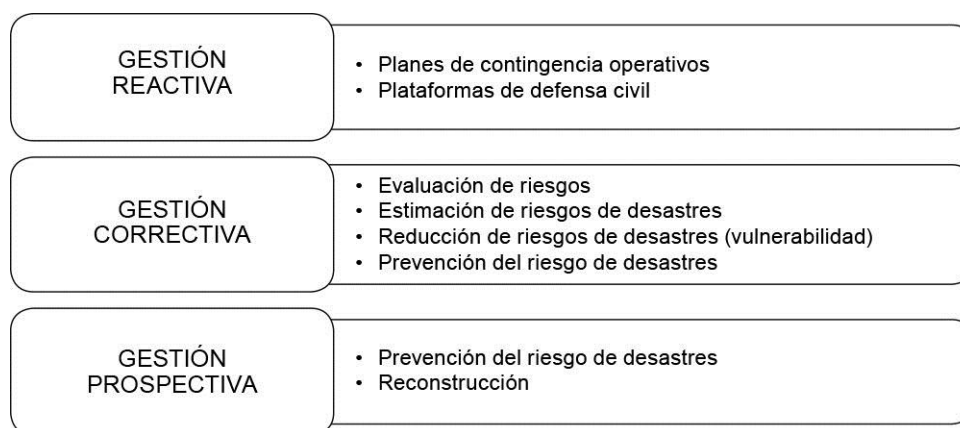 GESTIÓN
REACTIVA
• Planes de contingencia operativos
• Plataformas de defensa civil
GESTIÓN
CORRECTIVA
• Evaluación de riesgos
• Estimación de riesgos de desastres
• Reducción de riesgos de desastres (vulnerabilidad)
• Prevención del riesgo de desastres
GESTIÓN
PROSPECTIVA
• Prevención del riesgo de desastres
• Reconstrucción